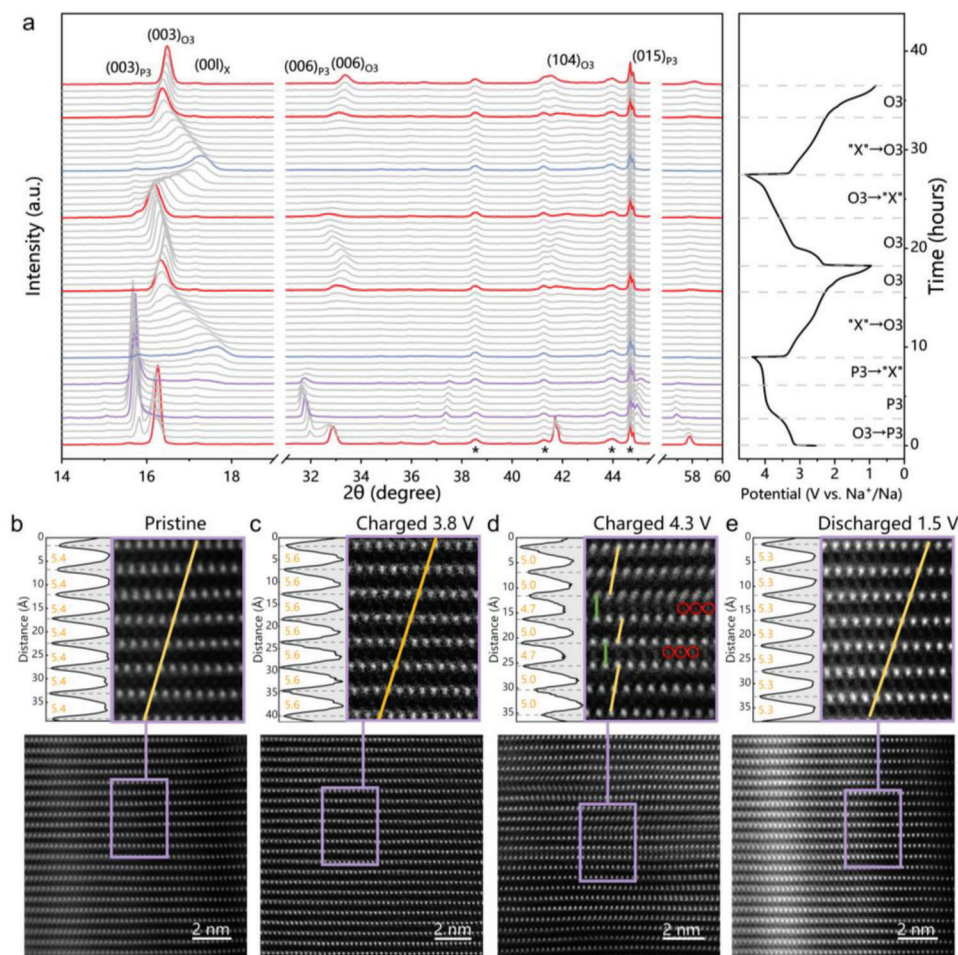 a
(003)O3
(003)P3
(00l)X
(006)P3
(006)O3
(104)O3
(015)P3
Intensity (a.u.)
* * * *
14 16 18 32 34 36 38 40 42 44 58 60
2θ (degree)
O3
"X"→O3
O3→"X"
O3
O3
"X"→O3
P3→"X"
P3
O3→P3
40
30
20
10
0
Time (hours)
4 3 2 1 0
Potential (V vs. Na⁺/Na)
b Pristine
Distance (Å)
0
5
10
15
20
25
30
35
5.4
5.4
5.4
5.4
5.4
5.4
5.4
2 nm
c Charged 3.8 V
Distance (Å)
0
5
10
15
20
25
30
35
40
5.6
5.6
5.6
5.6
5.6
5.6
5.6
2 nm
d Charged 4.3 V
Distance (Å)
0
5
10
15
20
25
30
35
5.0
5.0
4.7
5.0
4.7
5.0
5.0
2 nm
e Discharged 1.5 V
Distance (Å)
0
5
10
15
20
25
30
35
5.3
5.3
5.3
5.3
5.3
5.3
5.3
2 nm